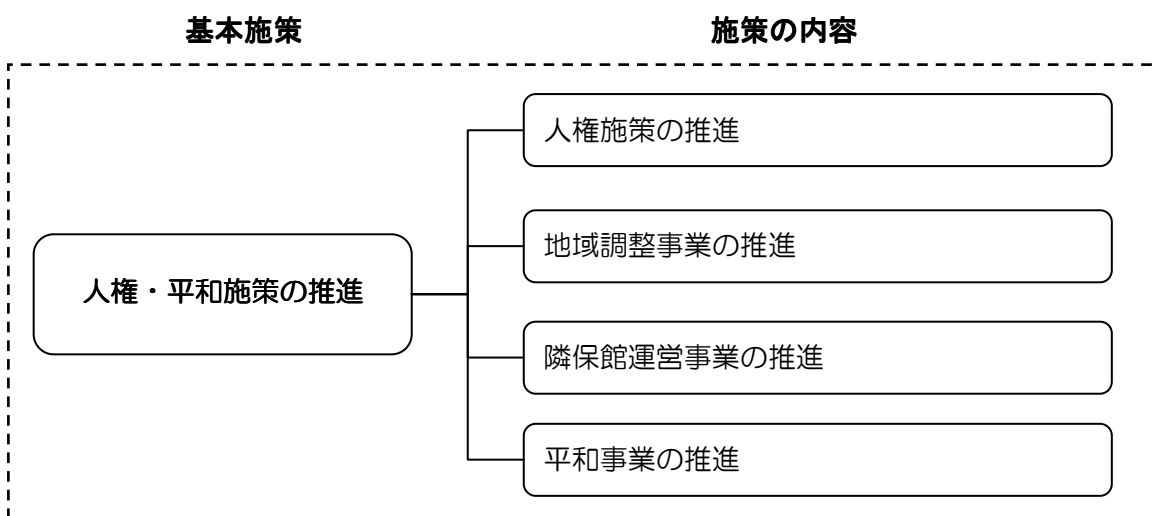 基本施策
施策の内容
人権・平和施策の推進
人権施策の推進
地域調整事業の推進
隣保館運営事業の推進
平和事業の推進